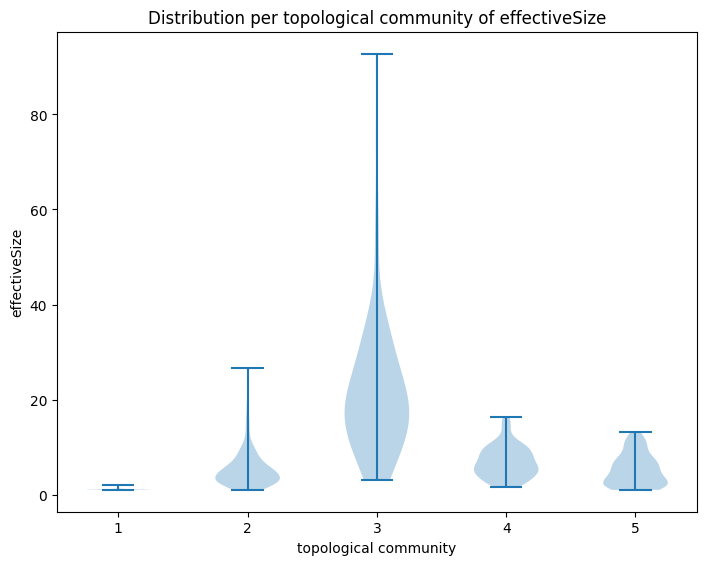 Distribution per topological community of effectiveSize
effectiveSize
80
60
40
20
0
1 2 3 4 5
topological community